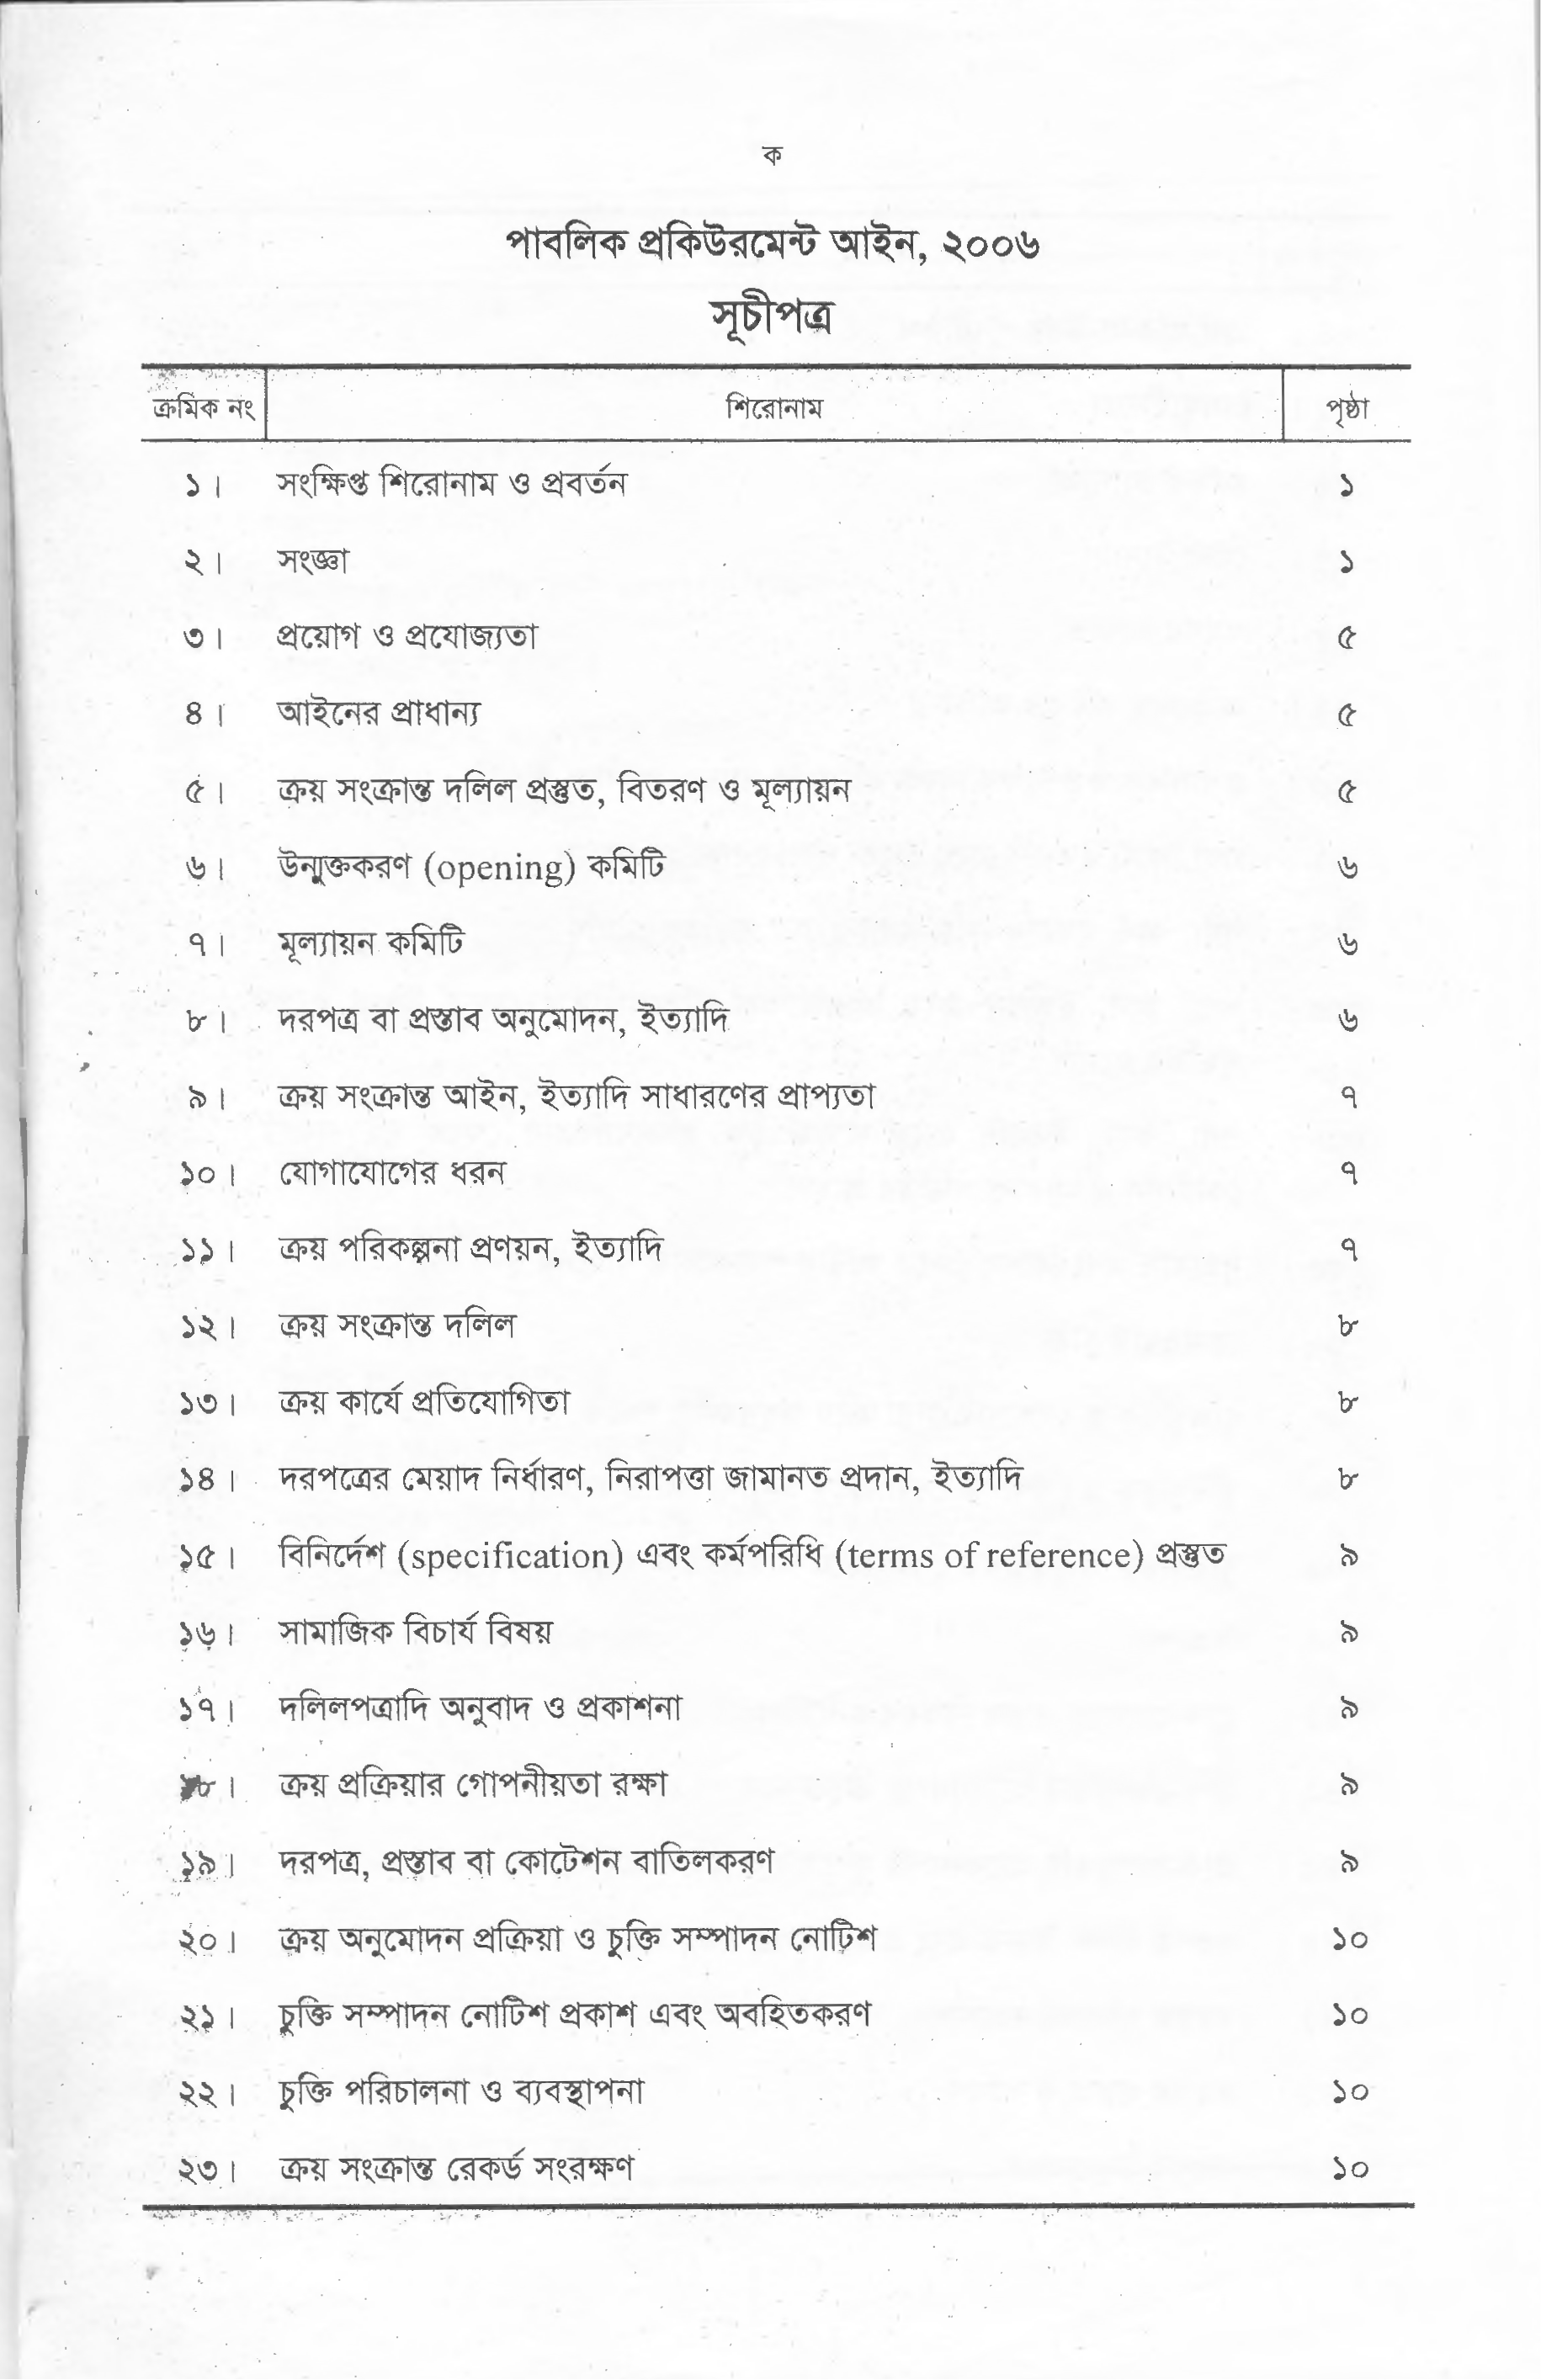 ক
পাবলিক প্রকিউরমেন্ট আইন, ২০০৬
সূচীপত্র
ক্রমিক নং শিরোনাম পৃষ্ঠা
১। সংক্ষিপ্ত শিরোনাম ও প্রবর্তন ১
২। সংজ্ঞা ১
৩। প্রয়োগ ও প্রযোজ্যতা ৫
৪। আইনের প্রাধান্য ৫
৫। ক্রয় সংক্রান্ত দলিল প্রস্তুত, বিতরণ ও মূল্যায়ন ৫
৬। উন্মুক্তকরণ (opening) কমিটি ৬
৭। মূল্যায়ন কমিটি ৬
৮। দরপত্র বা প্রস্তাব অনুমোদন, ইত্যাদি ৬
৯। ক্রয় সংক্রান্ত আইন, ইত্যাদি সাধারণের প্রাপ্যতা ৭
১০। যোগাযোগের ধরন ৭
১১। ক্রয় পরিকল্পনা প্রণয়ন, ইত্যাদি ৭
১২। ক্রয় সংক্রান্ত দলিল ৮
১৩। ক্রয় কার্যে প্রতিযোগিতা ৮
১৪। দরপত্রের মেয়াদ নির্ধারণ, নিরাপত্তা জামানত প্রদান, ইত্যাদি ৮
১৫। বিনির্দেশ (specification) এবং কর্মপরিধি (terms of reference) প্রস্তুত ৯
১৬। সামাজিক বিচার্য বিষয় ৯
১৭। দলিলপত্রাদি অনুবাদ ও প্রকাশনা ৯
১৮। ক্রয় প্রক্রিয়ার গোপনীয়তা রক্ষা ৯
১৯। দরপত্র, প্রস্তাব বা কোটেশন বাতিলকরণ ৯
২০। ক্রয় অনুমোদন প্রক্রিয়া ও চুক্তি সম্পাদন নোটিশ ১০
২১। চুক্তি সম্পাদন নোটিশ প্রকাশ এবং অবহিতকরণ ১০
২২। চুক্তি পরিচালনা ও ব্যবস্থাপনা ১০
২৩। ক্রয় সংক্রান্ত রেকর্ড সংরক্ষণ ১০